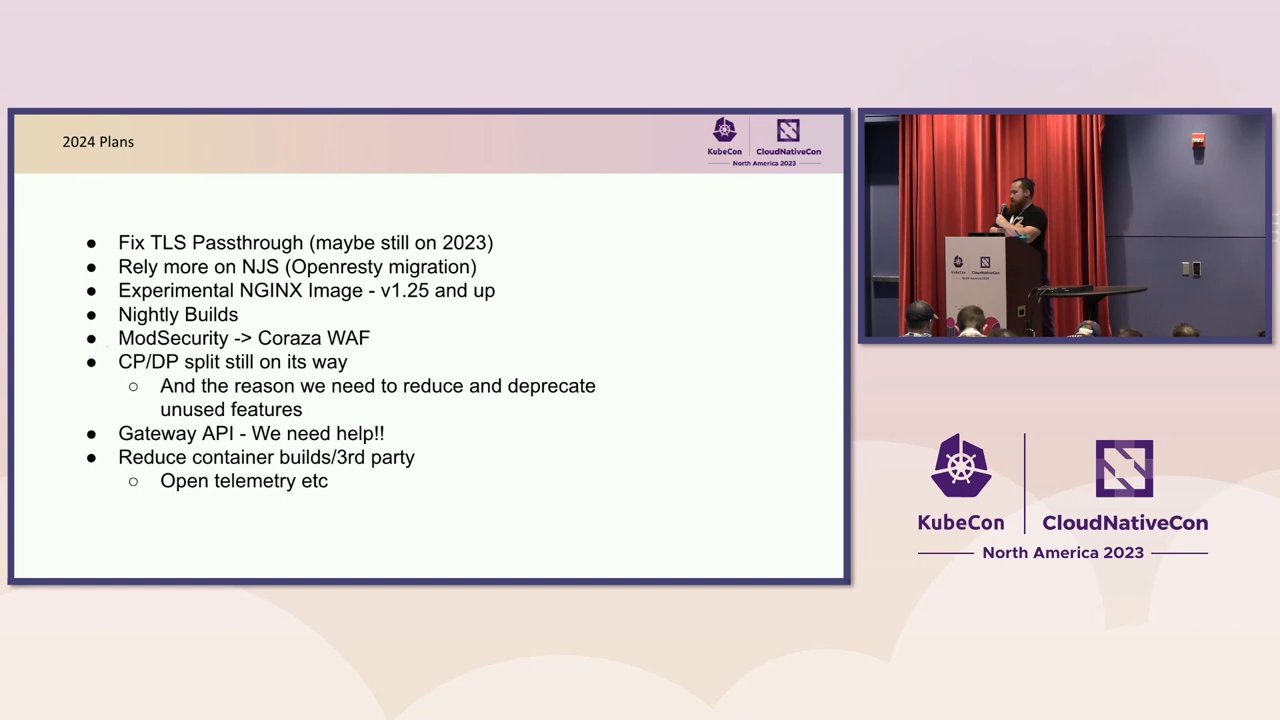 2024 Plans
KubeCon
CloudNativeCon
North America 2023
● Fix TLS Passthrough (maybe still on 2023)
● Rely more on NJS (Openresty migration)
● Experimental NGINX Image - v1.25 and up
● Nightly Builds
● ModSecurity -> Coraza WAF
● CP/DP split still on its way
○ And the reason we need to reduce and deprecate
unused features
● Gateway API - We need help!!
● Reduce container builds/3rd party
○ Open telemetry etc
KubeCon
CloudNativeCon
KubeCon
CloudNativeCon
North America 2023